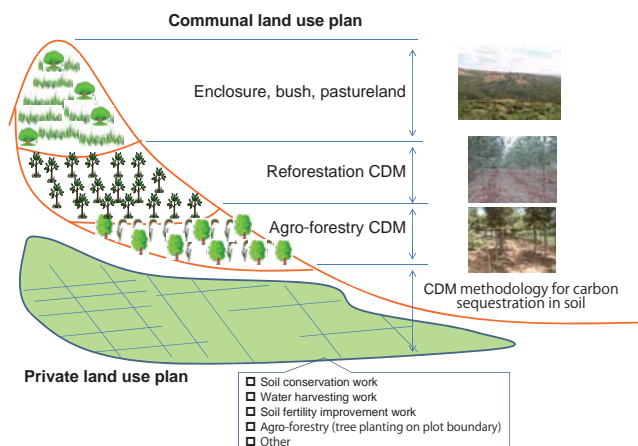 Communal land use plan
Enclosure, bush, pastureland
Reforestation CDM
Agro-forestry CDM
CDM methodology for carbon
sequestration in soil
Private land use plan
Soil conservation work
Water harvesting work
Soil fertility improvement work
Agro-forestry (tree planting on plot boundary)
Other